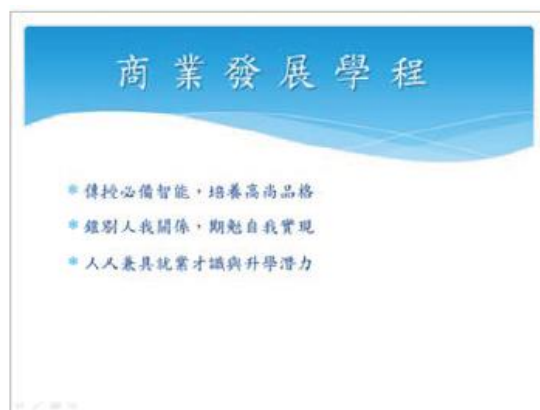 商業發展學程
* 傳授必備智能，培養高尚品格
* 鑑別人我關係，期勉自我實現
* 人人兼具就業才識與升學潛力